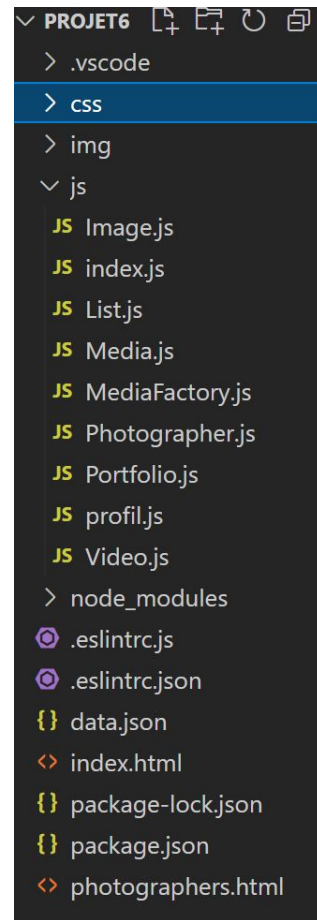 PROJET6
.vscode
css
img
js
JS Image.js
JS index.js
JS List.js
JS Media.js
JS MediaFactory.js
JS Photographer.js
JS Portfolio.js
JS profil.js
JS Video.js
node_modules
.eslintrc.js
.eslintrc.json
{} data.json
<> index.html
{} package-lock.json
{} package.json
<> photographers.html